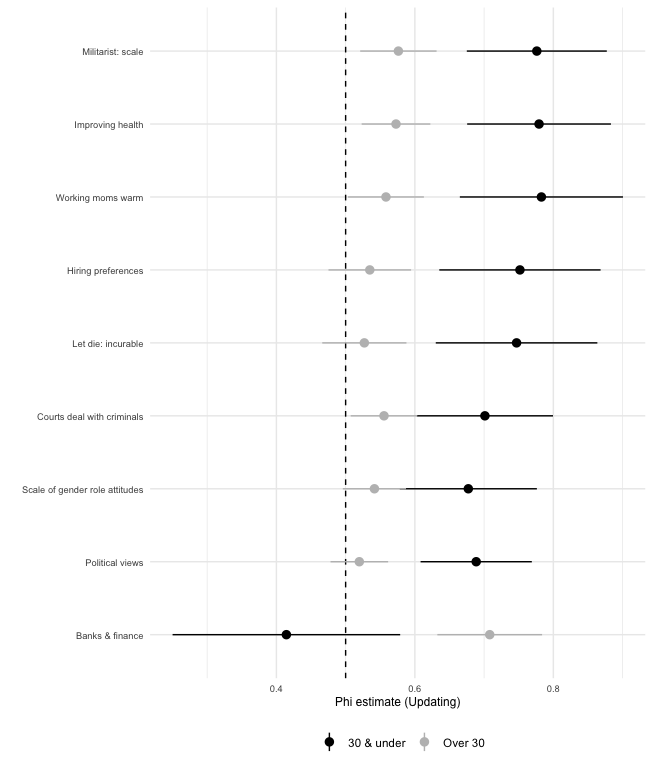 Militarist: scale
Improving health
Working moms warm
Hiring preferences
Let die: incurable
Courts deal with criminals
Scale of gender role attitudes
Political views
Banks & finance
0.4 0.6 0.8
Phi estimate (Updating)
30 & under Over 30